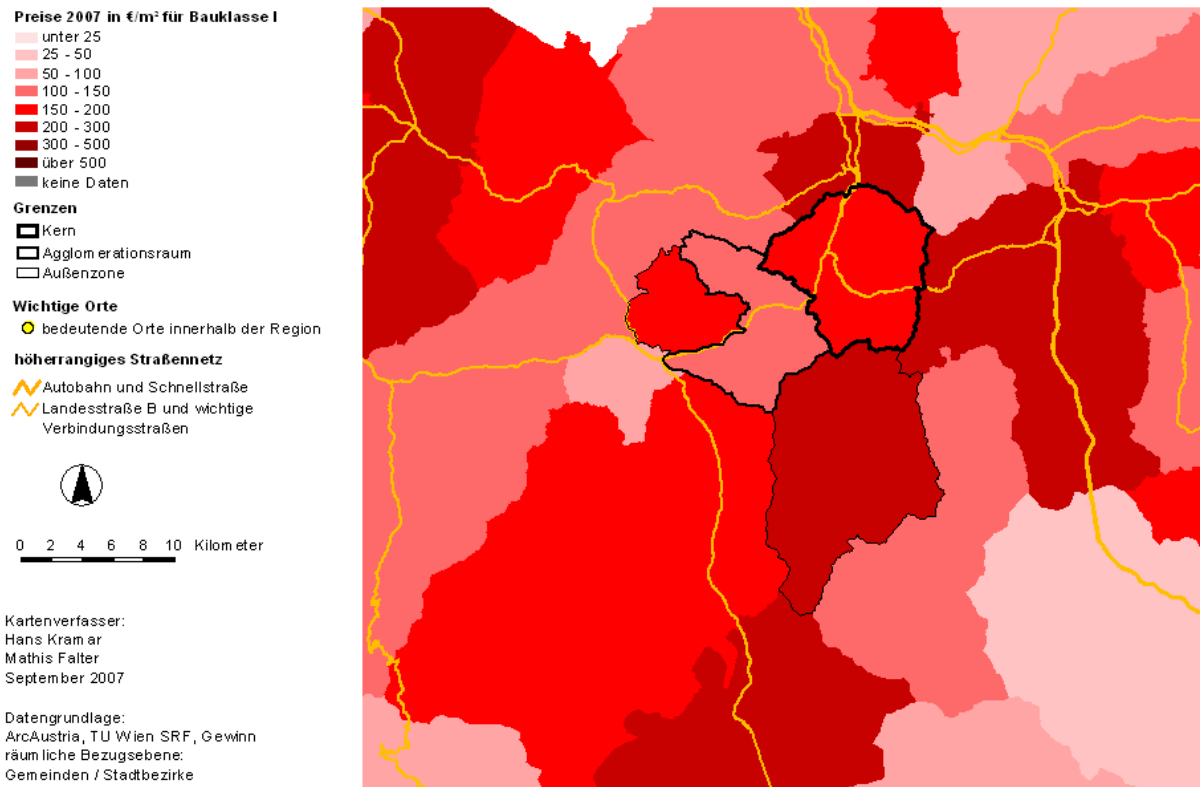 Preise 2007 in €/m² für Bauklasse I
unter 25
25 - 50
50 - 100
100 - 150
150 - 200
200 - 300
300 - 500
über 500
keine Daten
Grenzen
Kern
Agglomerationsraum
Außenzone
Wichtige Orte
bedeutende Orte innerhalb der Region
höherrangiges Straßennetz
Autobahn und Schnellstraße
Landesstraße B und wichtige
Verbindungsstraßen
0 2 4 6 8 10 Kilometer
Kartenverfasser:
Hans Kramar
Mathis Falter
September 2007
Datengrundlage:
ArcAustria, TU Wien SRF, Gewinn
räumliche Bezugsebene:
Gemeinden / Stadtbezirke